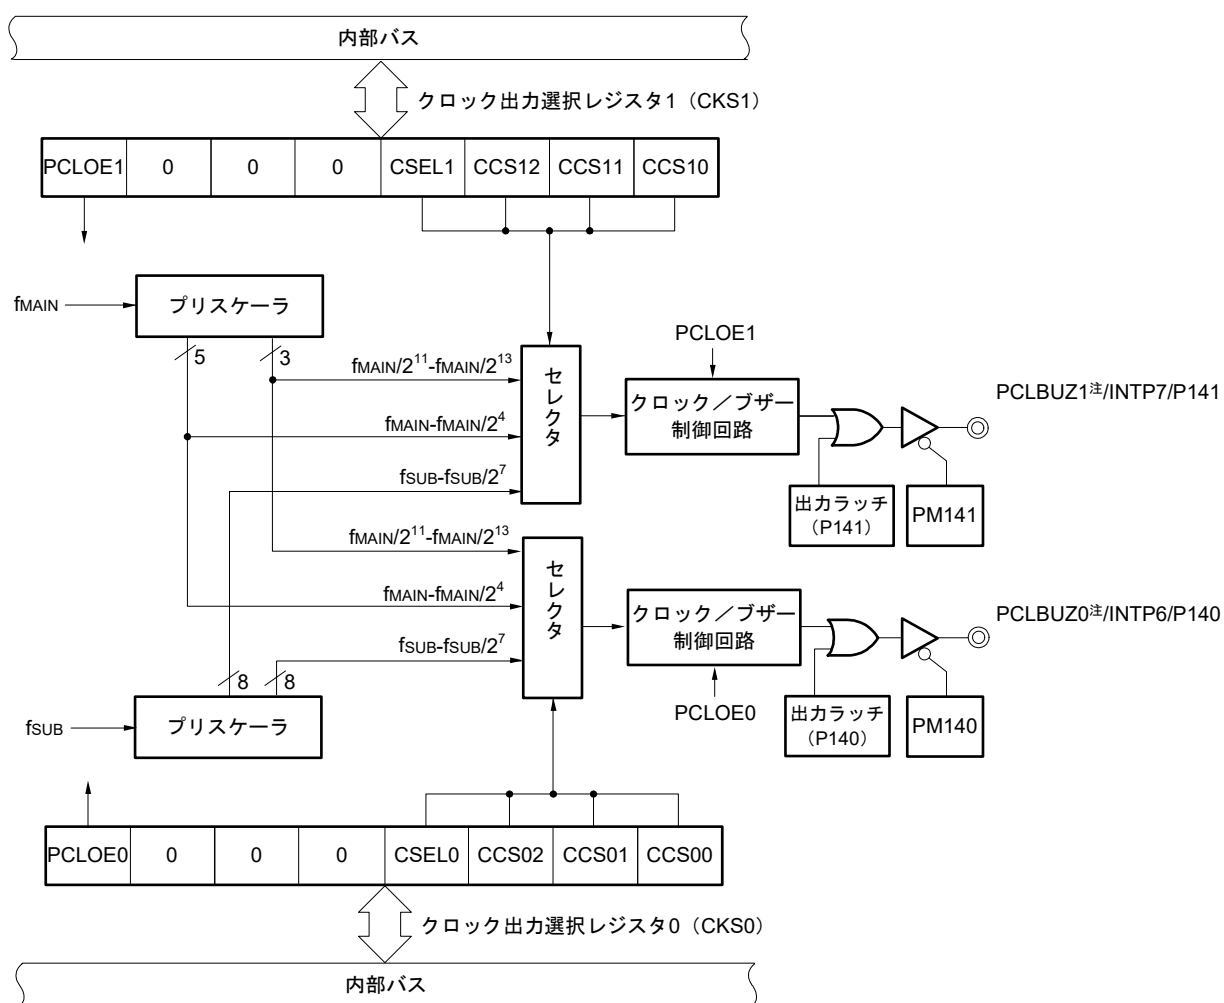 内部バス
クロック出力選択レジスタ1（CKS1）
PCLOE1 0 0 0 CSEL1 CCS12 CCS11 CCS10
fMAIN
プリスケーラ
5 3
PCLOE1
fMAIN/2¹¹-fMAIN/2¹³
fMAIN-fMAIN/2⁴
fSUB-fSUB/2⁷
セレクタ
クロック／ブザー
制御回路
PCLBUZ1注/INTP7/P141
出力ラッチ
（P141）
PM141
fMAIN/2¹¹-fMAIN/2¹³
fMAIN-fMAIN/2⁴
fSUB-fSUB/2⁷
セレクタ
クロック／ブザー
制御回路
PCLBUZ0注/INTP6/P140
8 8
PCLOE0
出力ラッチ
（P140）
PM140
fSUB
プリスケーラ
PCLOE0 0 0 0 CSEL0 CCS02 CCS01 CCS00
クロック出力選択レジスタ0（CKS0）
内部バス